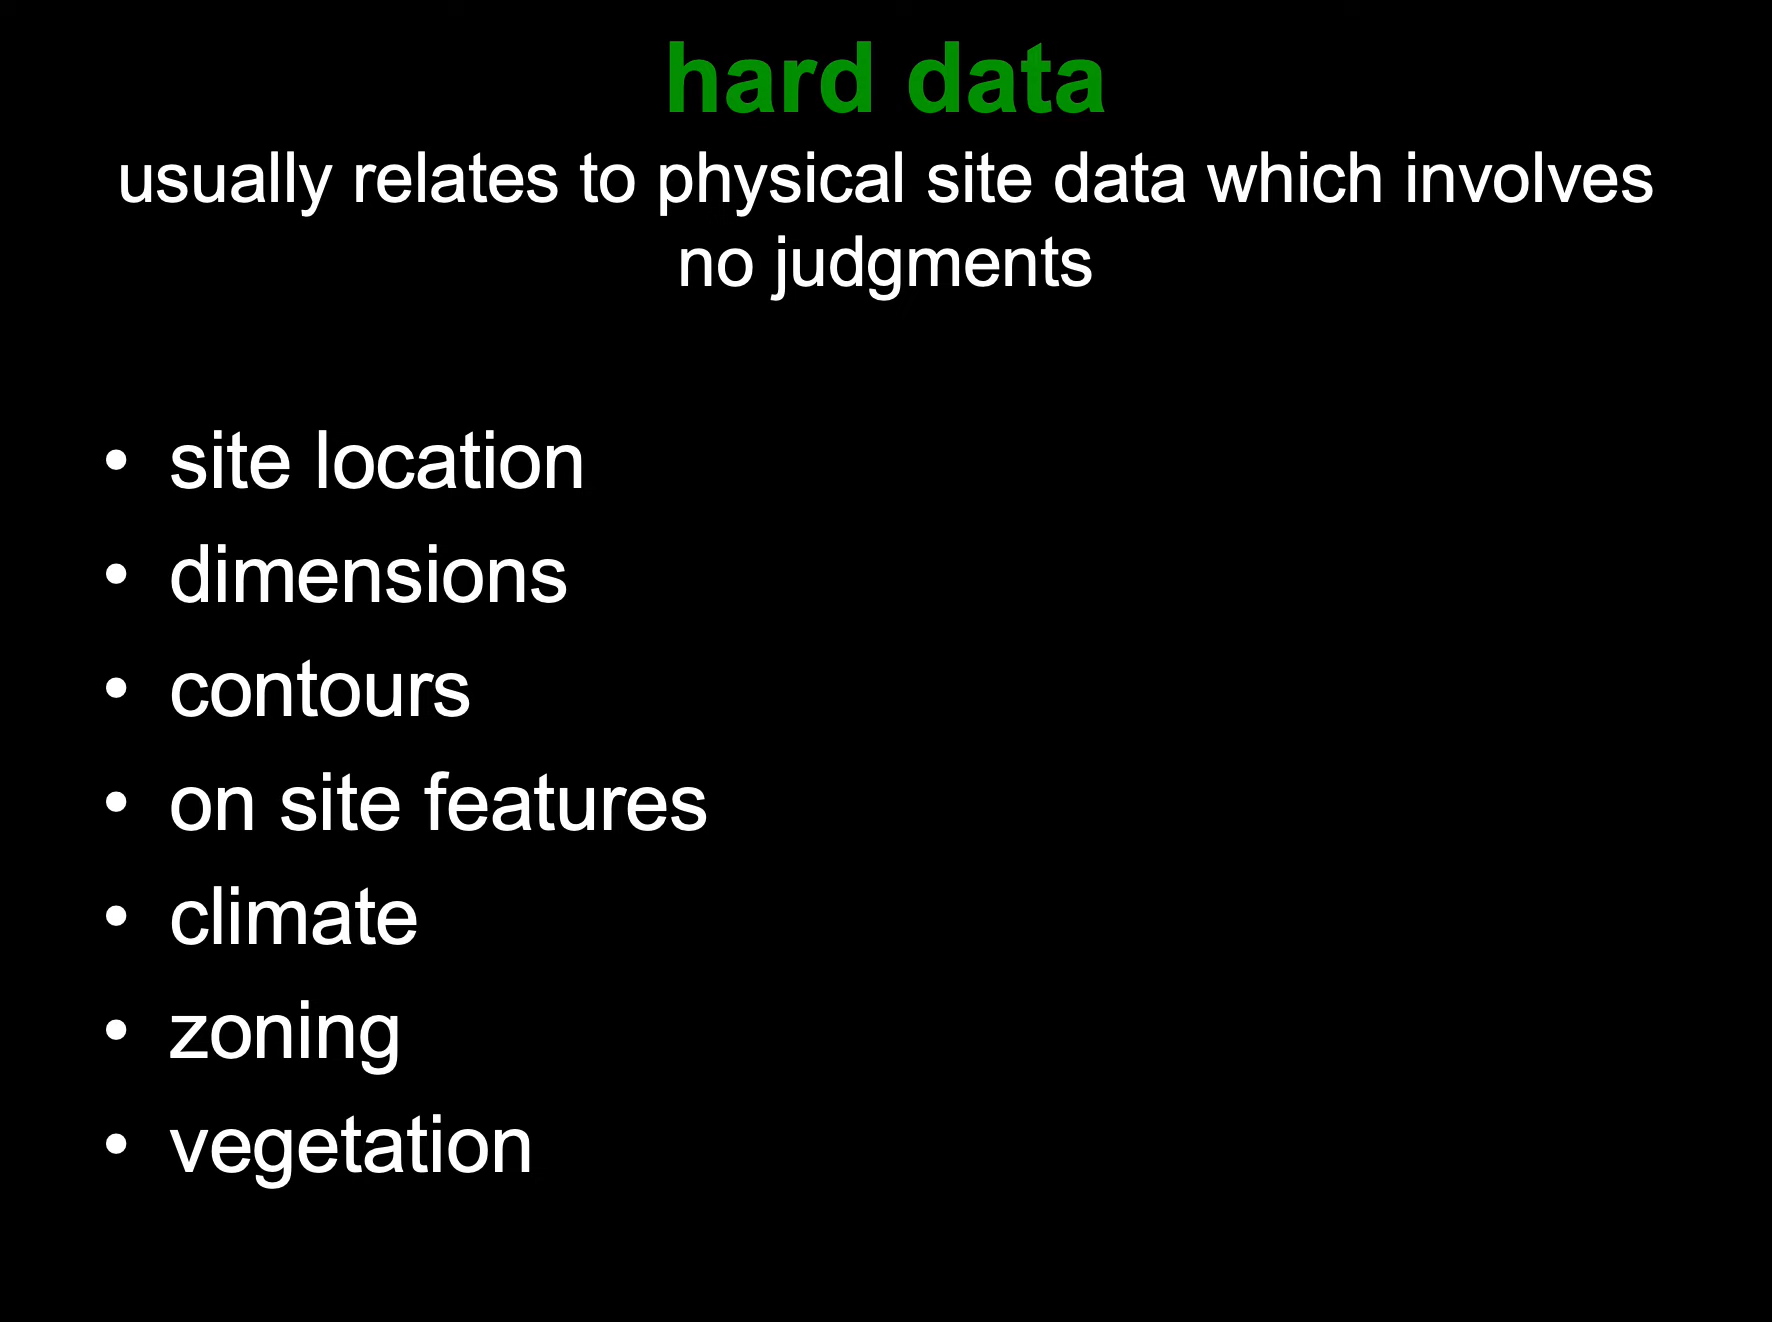 hard data
usually relates to physical site data which involves
no judgments
• site location
• dimensions
• contours
• on site features
• climate
• zoning
• vegetation